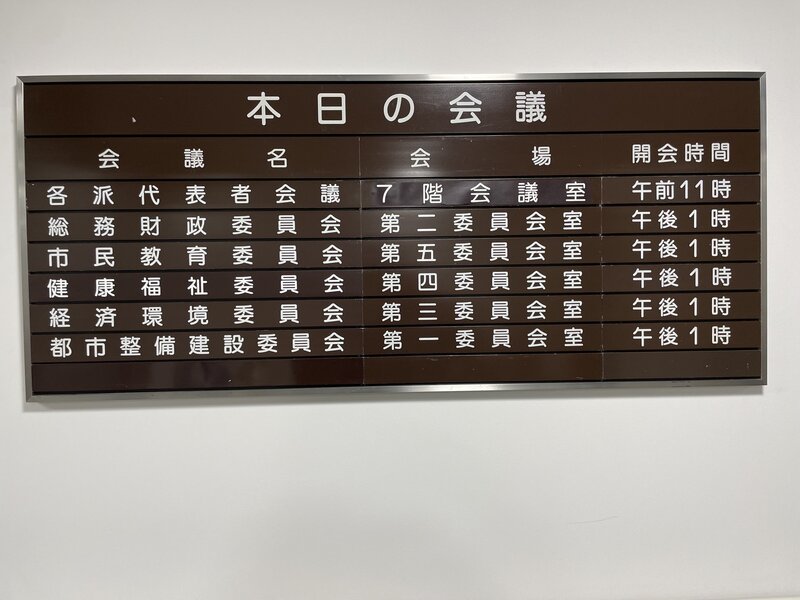 本日の会議
会議名 会場 開会時間
各派代表者会議 7階会議室 午前11時
総務財政委員会 第二委員会室 午後1時
市民教育委員会 第五委員会室 午後1時
健康福祉委員会 第四委員会室 午後1時
経済環境委員会 第三委員会室 午後1時
都市整備建設委員会 第一委員会室 午後1時